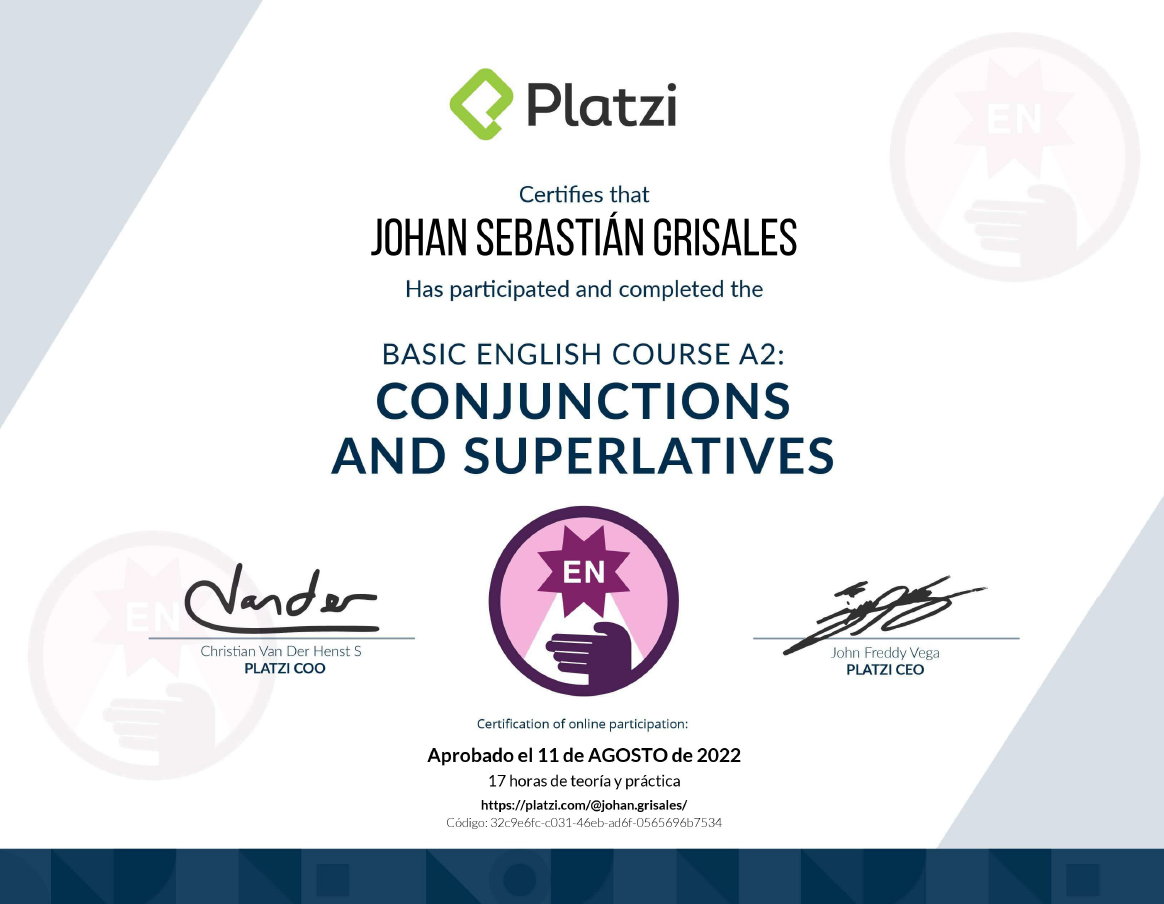 Platzi
EN
Certifies that
JOHAN SEBASTIÁN GRISALES
Has participated and completed the
BASIC ENGLISH COURSE A2:
CONJUNCTIONS
AND SUPERLATIVES
EN
EN
Vander
Christian Van Der Henst S
PLATZI COO
John Freddy Vega
PLATZI CEO
Certification of online participation:
Aprobado el 11 de AGOSTO de 2022
17 horas de teoría y práctica
https://platzi.com/@johan.grisales/
Código: 32c9e6fc-c031-46eb-ad6f-0565696b7534